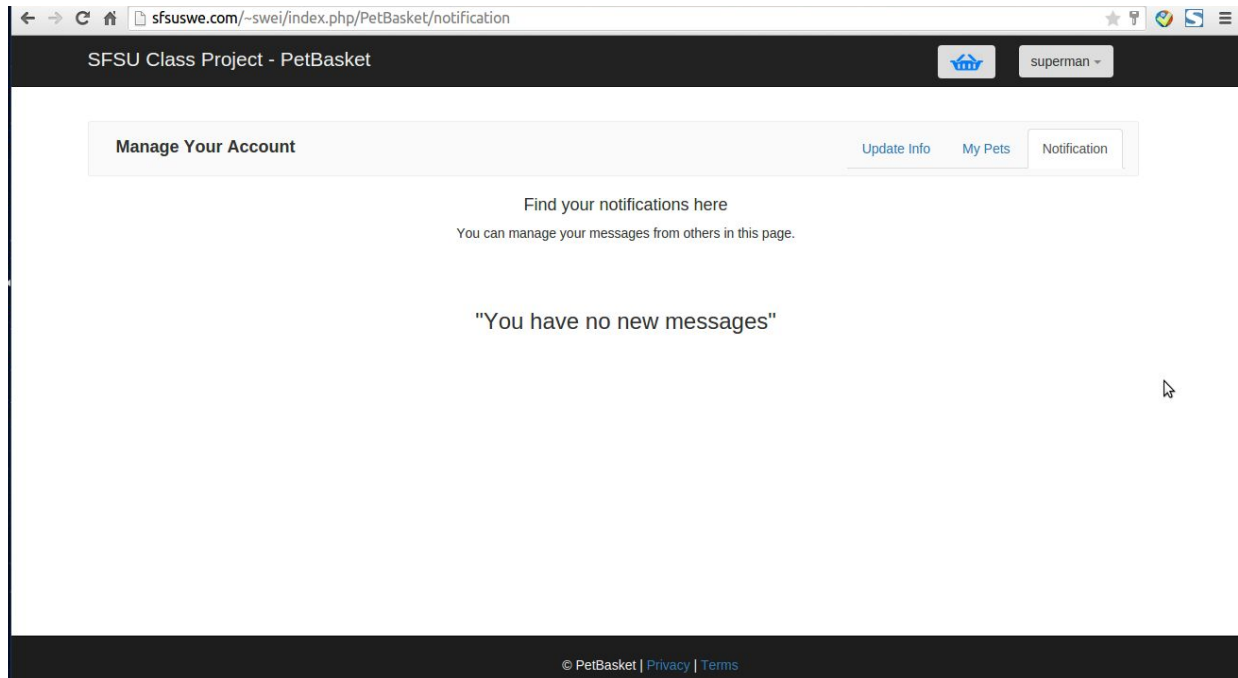 sfsuswe.com/~swei/index.php/PetBasket/notification
SFSU Class Project - PetBasket
superman
Manage Your Account
Update Info
My Pets
Notification
Find your notifications here
You can manage your messages from others in this page.
"You have no new messages"
© PetBasket | Privacy | Terms